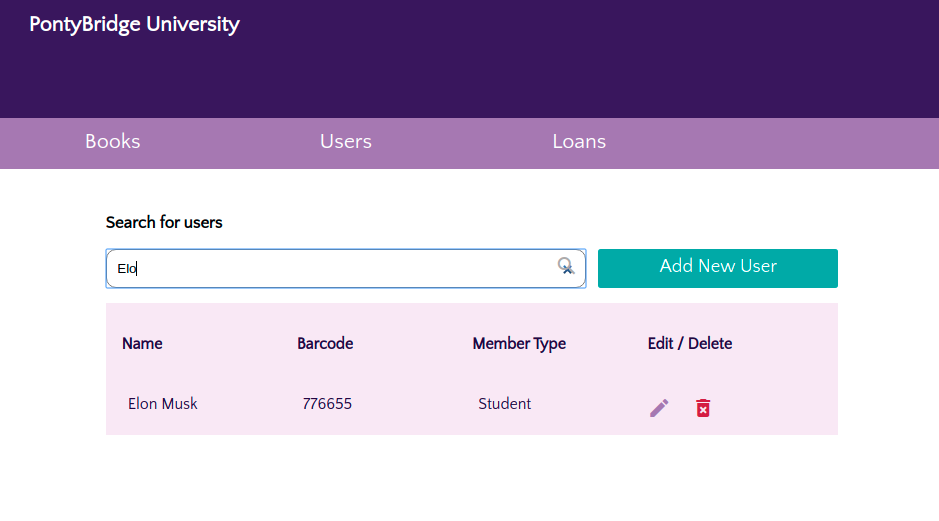 PontyBridge University
Books Users Loans
Search for users
Elo
Add New User
Name Barcode Member Type Edit / Delete
Elon Musk 776655 Student